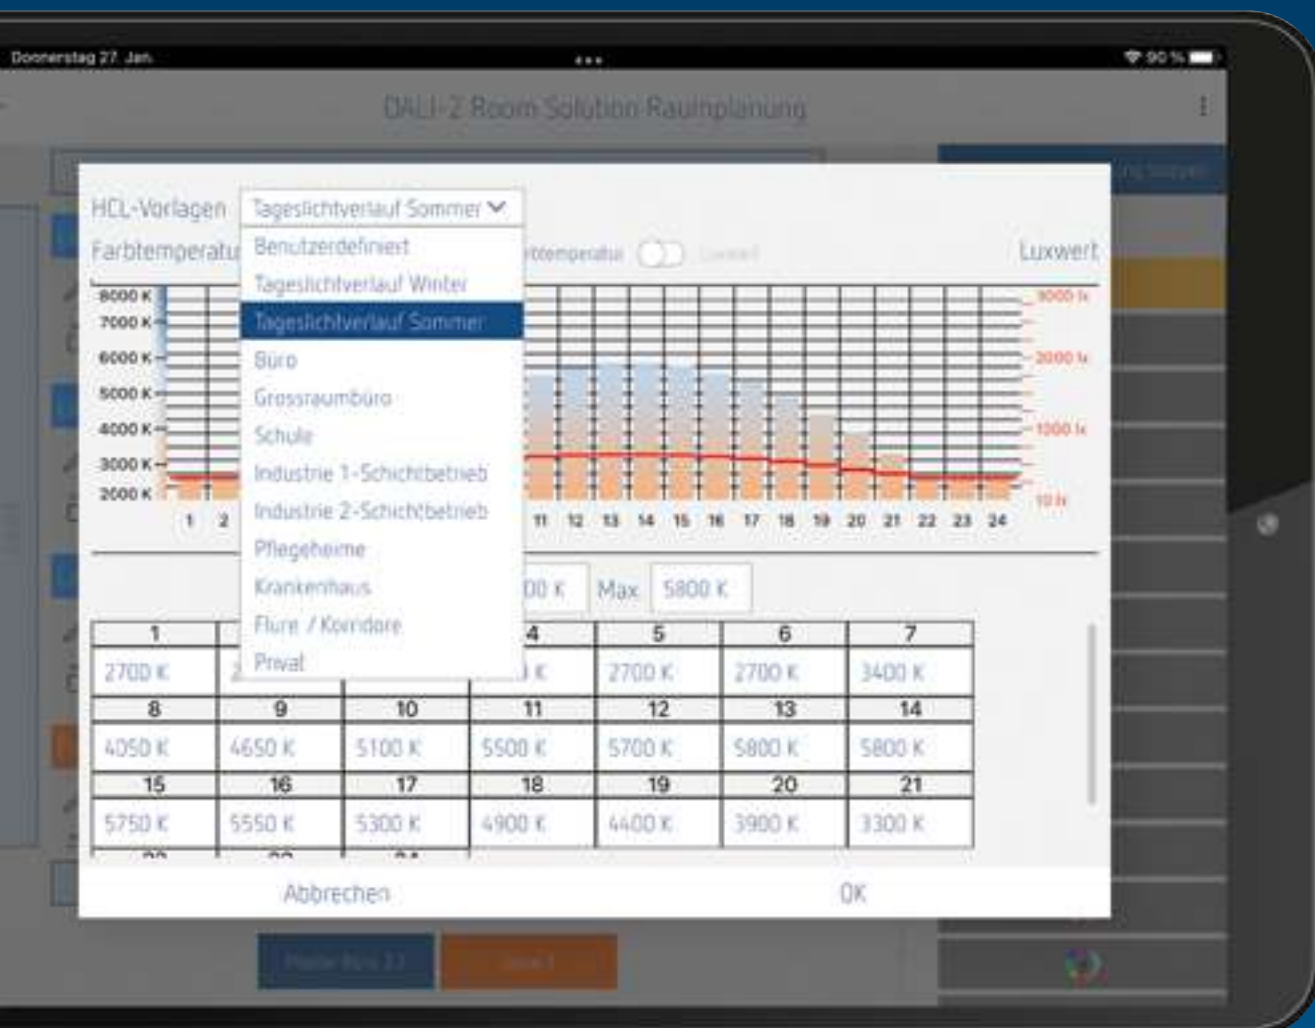 Donnerstag 27. Jan.
90 %
DALI-2 Room Solution Raumplanung
HCL-Vorlagen Tageslichtverlauf Sommer
Benutzerdefiniert
Tageslichtverlauf Winter
Tageslichtverlauf Sommer
Büro
Grossraumbüro
Schule
Industrie 1-Schichtbetrieb
Industrie 2-Schichtbetrieb
Pflegeheime
Krankenhaus
Flure / Korridore
Privat
Luxwert
8000 K
7000 K
6000 K
5000 K
4000 K
3000 K
2000 K
3000 lx
2000 lx
1000 lx
10 lx
1 2 11 12 13 14 15 16 17 18 19 20 21 22 23 24
Max 5800 K
1 4 5 6 7
2700 K 2700 K 2700 K 3400 K
8 9 10 11 12 13 14
4050 K 4650 K 5100 K 5500 K 5700 K 5800 K 5800 K
15 16 17 18 19 20 21
5750 K 5550 K 5300 K 4900 K 4400 K 3900 K 3300 K
Abbrechen OK